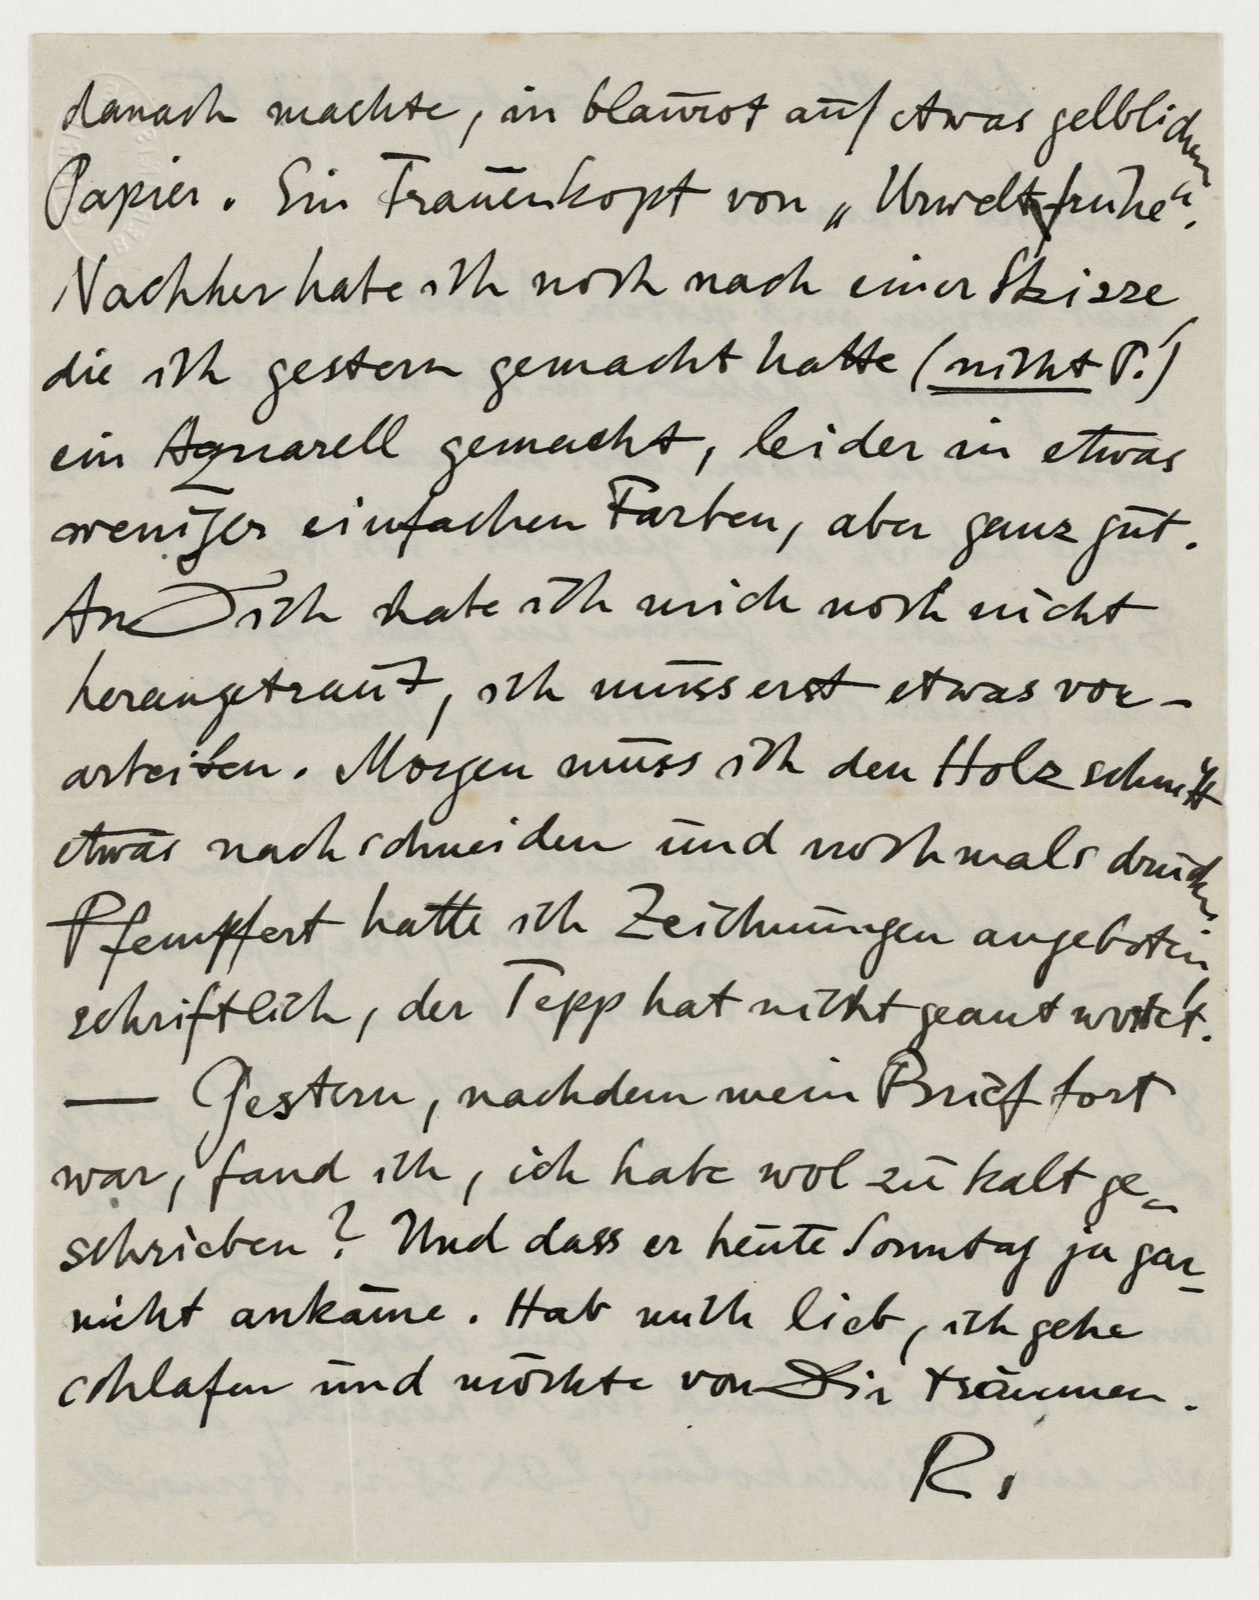 danach machte, in blaurot auf etwas gelblichem
Papier. Ein Frauenkopf von „Urweltfrühe“.
Nachher habe ich noch nach einer Skizze,
die ich gestern gemacht hatte (nicht P.!)
ein Aquarell gemacht, leider in etwas
weniger einfachen Farben, aber ganz gut.
An Dich habe ich mich noch nicht
herangetraut, ich muss erst etwas vor-
arbeiten. Morgen muss ich den Holzschnitt
etwas nachschneiden und nochmals drucken
Pfempfert hatte ich Zeichnungen angeboten,
schriftlich, der Tepp hat nicht geantwortet.
— Gestern, nachdem mein Brief fort
war, fand ich, ich habe wol zu kalt ge-
schrieben? Und dass er heute Sonntag ja gar-
nicht ankäme. Hab mich lieb, ich gehe
schlafen und möchte von Dir träumen.
R.